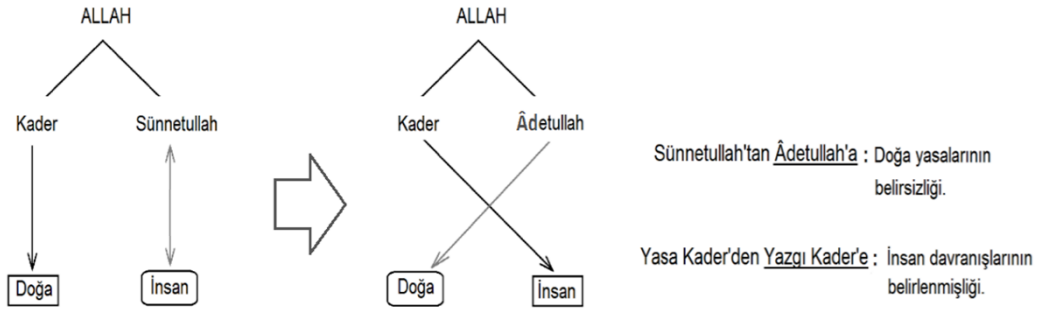 ALLAH
Kader Sünnetullah
Doğa İnsan
ALLAH
Kader Âdetullah
Doğa İnsan
Sünnetullah'tan Âdetullah'a : Doğa yasalarının
belirsizliği.
Yasa Kader'den Yazgı Kader'e : İnsan davranışlarının
belirlenmişliği.